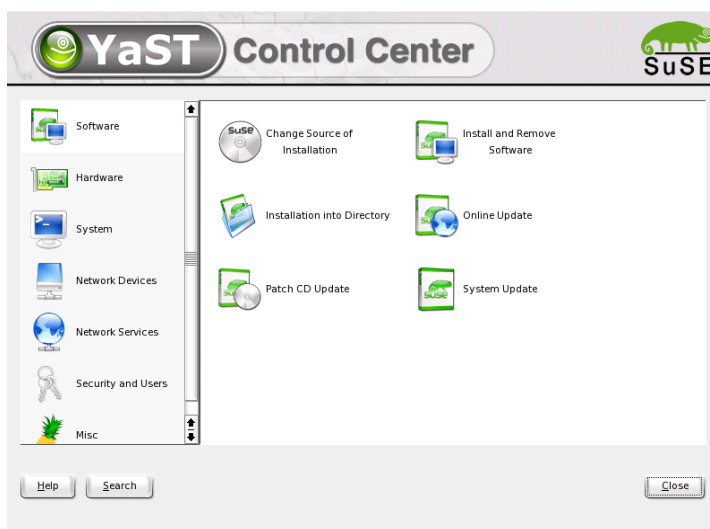 YaST Control Center
SuSE
Software
Hardware
System
Network Devices
Network Services
Security and Users
Misc
SuSE
Change Source of
Installation
Install and Remove
Software
Installation into Directory
Online Update
Patch CD Update
SuSE
System Update
Help
Search
Close